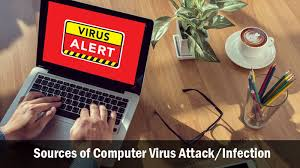 VIRUS
ALERT
Sources of Computer Virus Attack/Infection